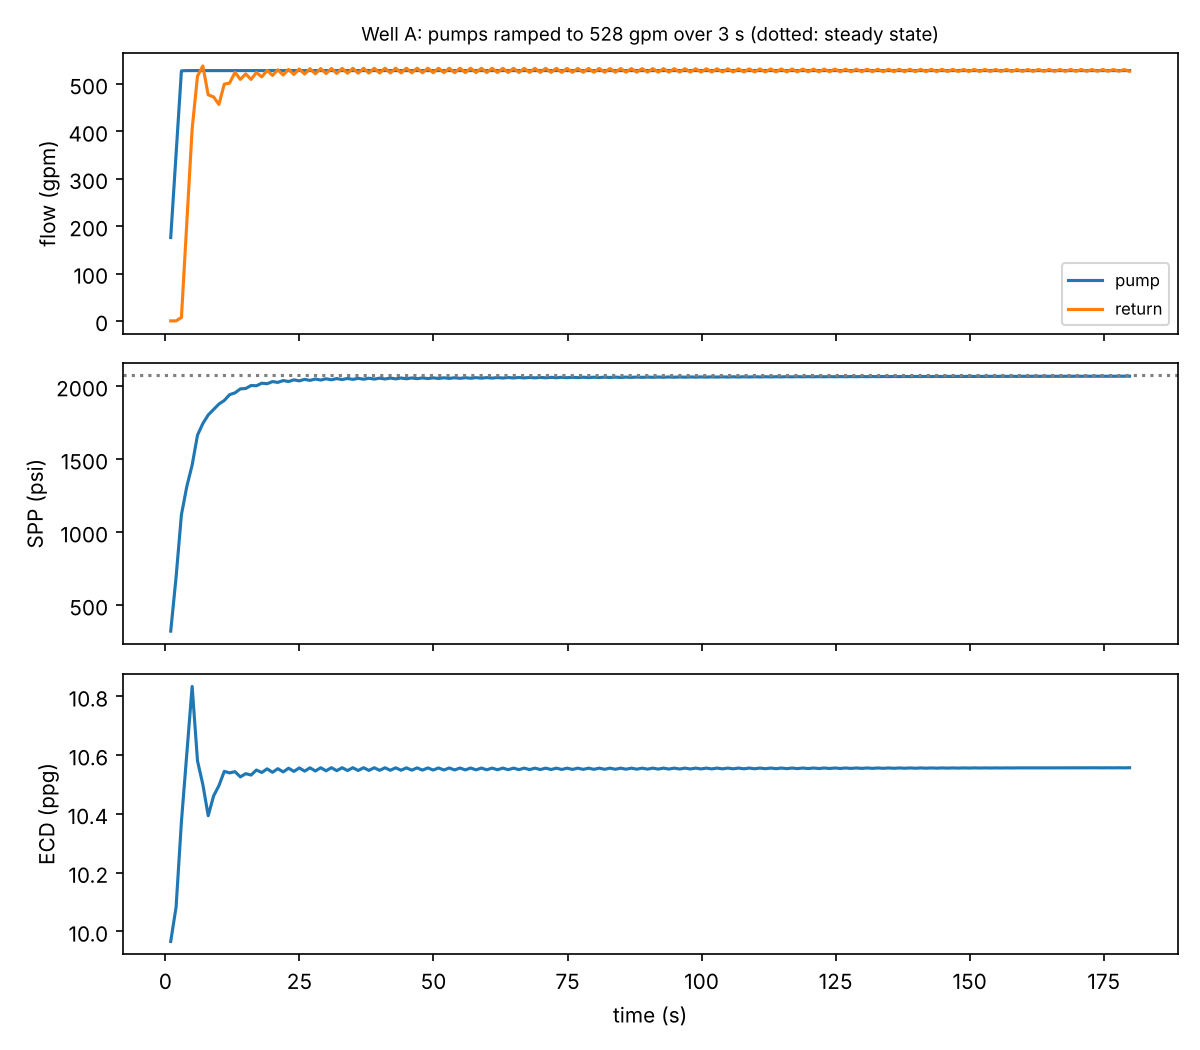 Well A: pumps ramped to 528 gpm over 3 s (dotted: steady state)
500
400
300
200
100
0
flow (gpm)
pump
return
2000
1500
1000
500
SPP (psi)
10.8
10.6
10.4
10.2
10.0
ECD (ppg)
0 25 50 75 100 125 150 175
time (s)